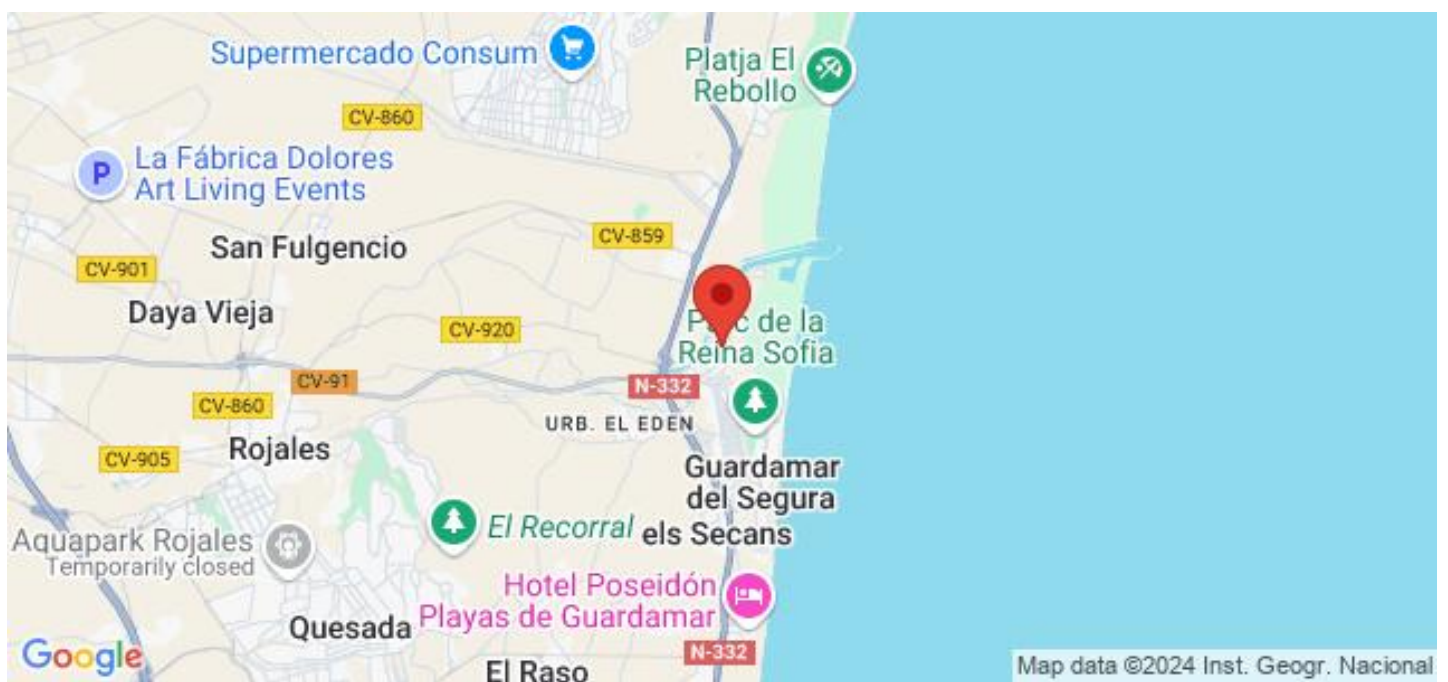 Supermercado Consum
Platja El
Rebollo
CV-860
La Fábrica Dolores
Art Living Events
P
San Fulgencio
CV-859
CV-901
Daya Vieja
CV-920
Parc de la
Reina Sofia
CV-91
N-332
CV-860
URB. EL EDEN
Rojales
CV-905
Guardamar
del Segura
El Recorral
els Secans
Aquapark Rojales
Temporarily closed
Hotel Poseidón
Playas de Guardamar
Quesada
N-332
El Raso
Google
Map data ©2024 Inst. Geogr. Nacional